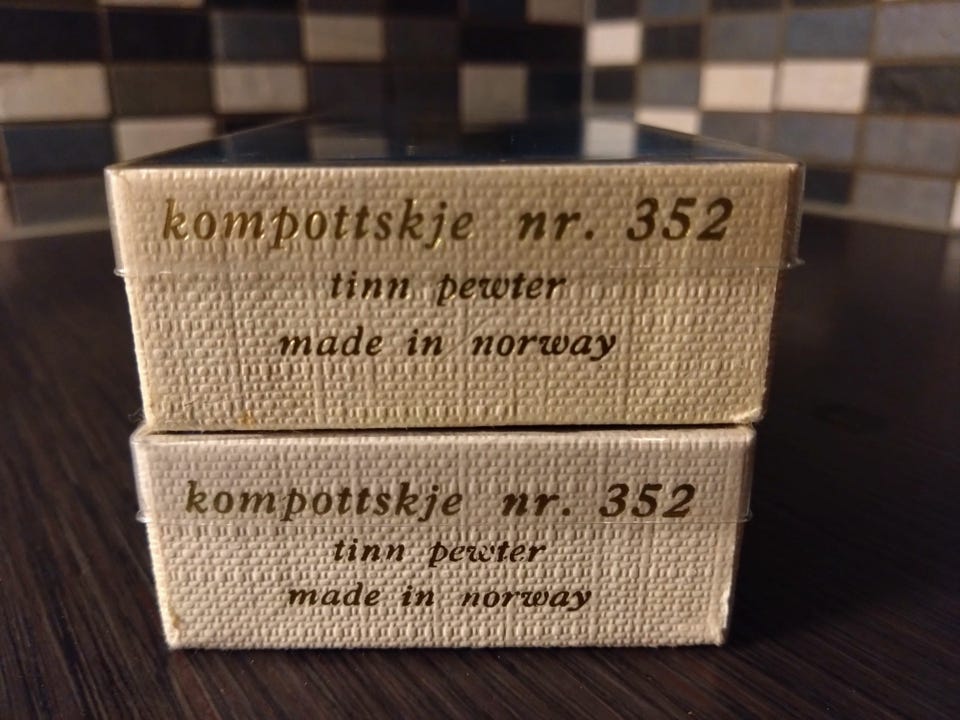 kompottskje nr. 352
tinn pewter
made in norway
kompottskje nr. 352
tinn pewter
made in norway